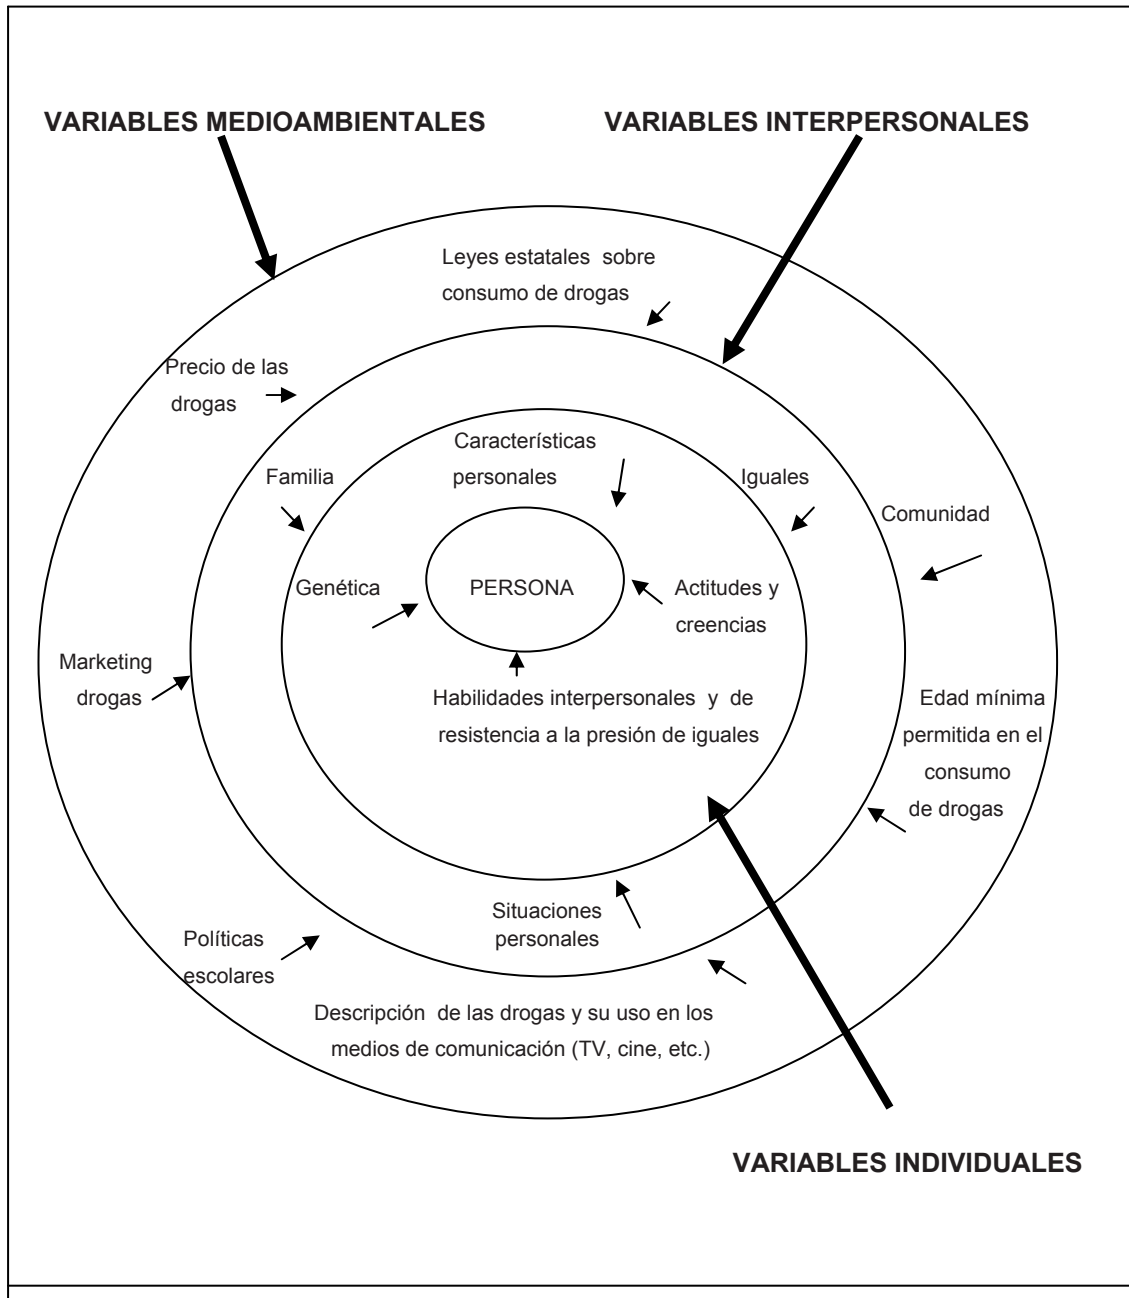 VARIABLES MEDIOAMBIENTALES
VARIABLES INTERPERSONALES
Leyes estatales sobre
consumo de drogas
Precio de las
drogas
Características
personales
Familia
Iguales
Comunidad
Genética
PERSONA
Actitudes y
creencias
Marketing
drogas
Habilidades interpersonales y de
resistencia a la presión de iguales
Edad mínima
permitida en el
consumo
de drogas
Situaciones
personales
Políticas
escolares
Descripción de las drogas y su uso en los
medios de comunicación (TV, cine, etc.)
VARIABLES INDIVIDUALES